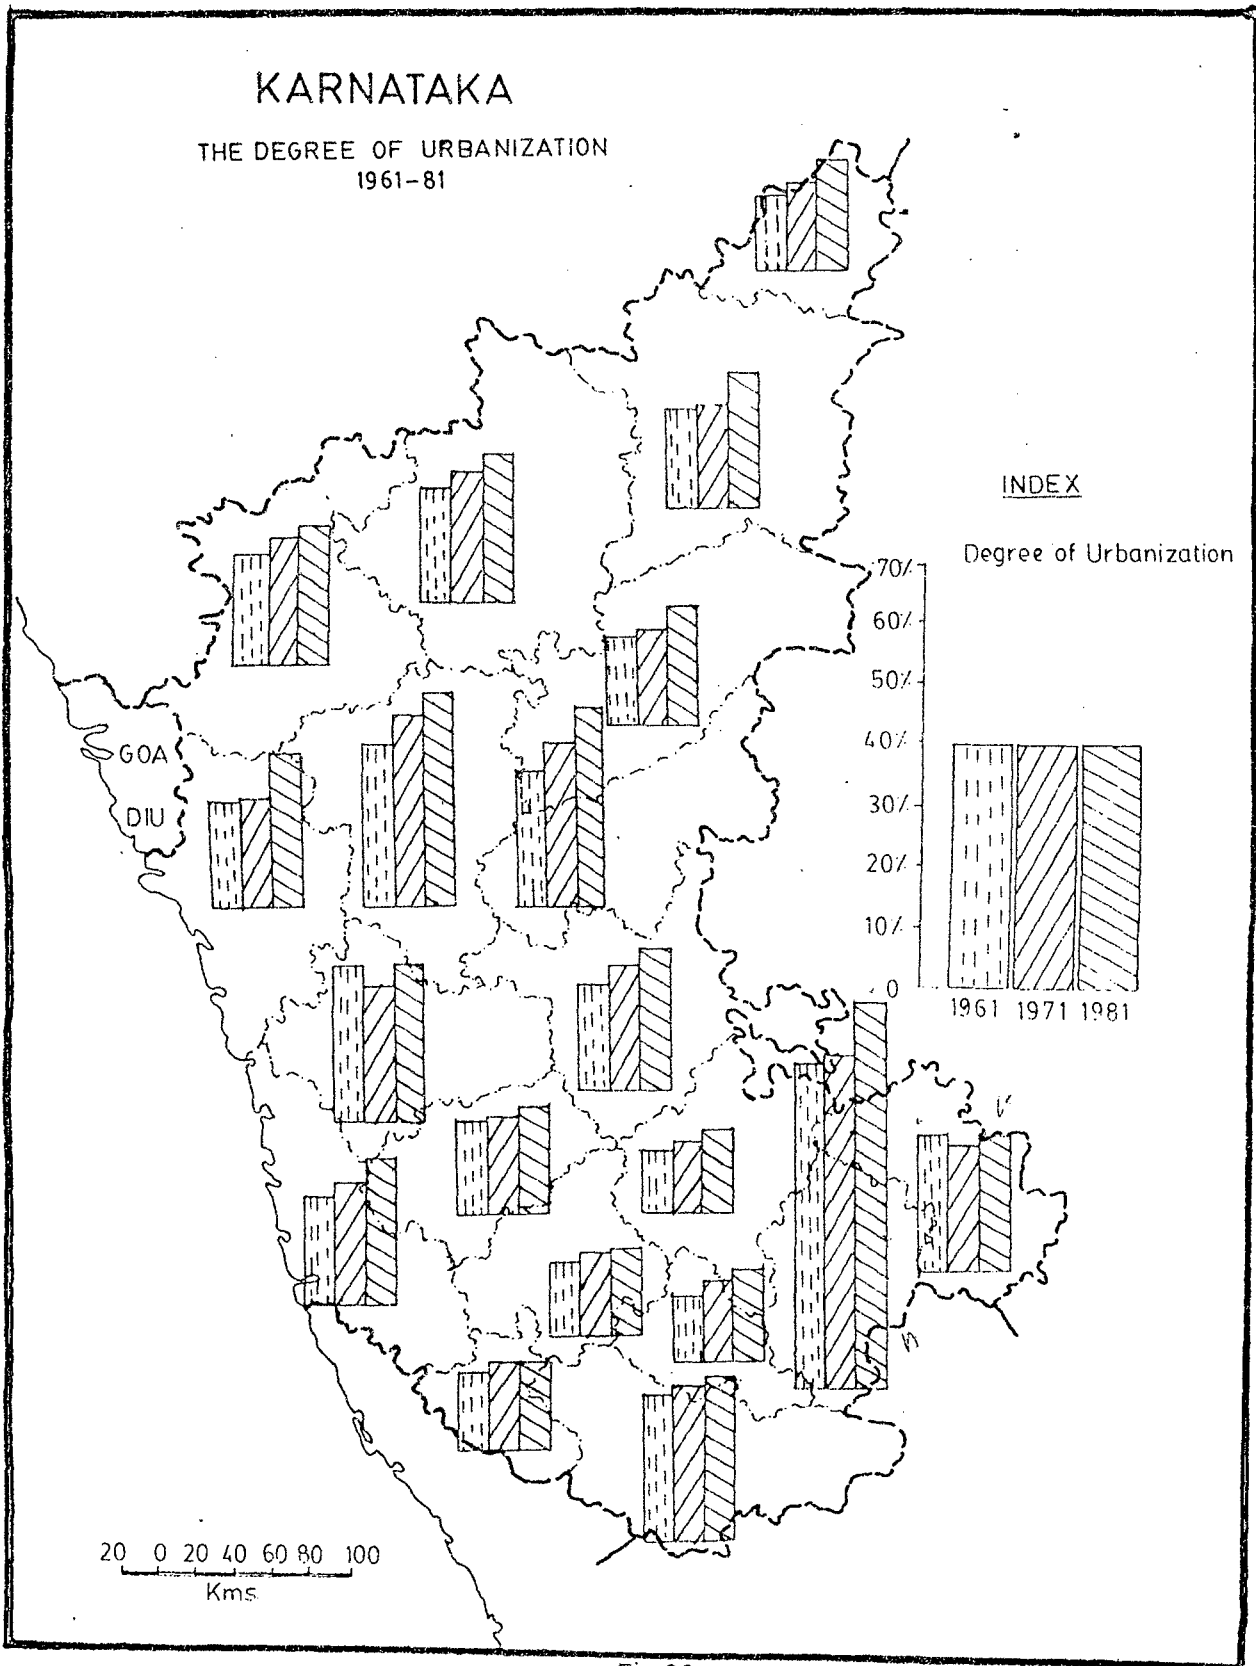 KARNATAKA
THE DEGREE OF URBANIZATION
1961-81
INDEX
Degree of Urbanization
70%
60%
50%
40%
30%
20%
10%
0
1961 1971 1981
GOA
DIU
20 0 20 40 60 80 100
Kms